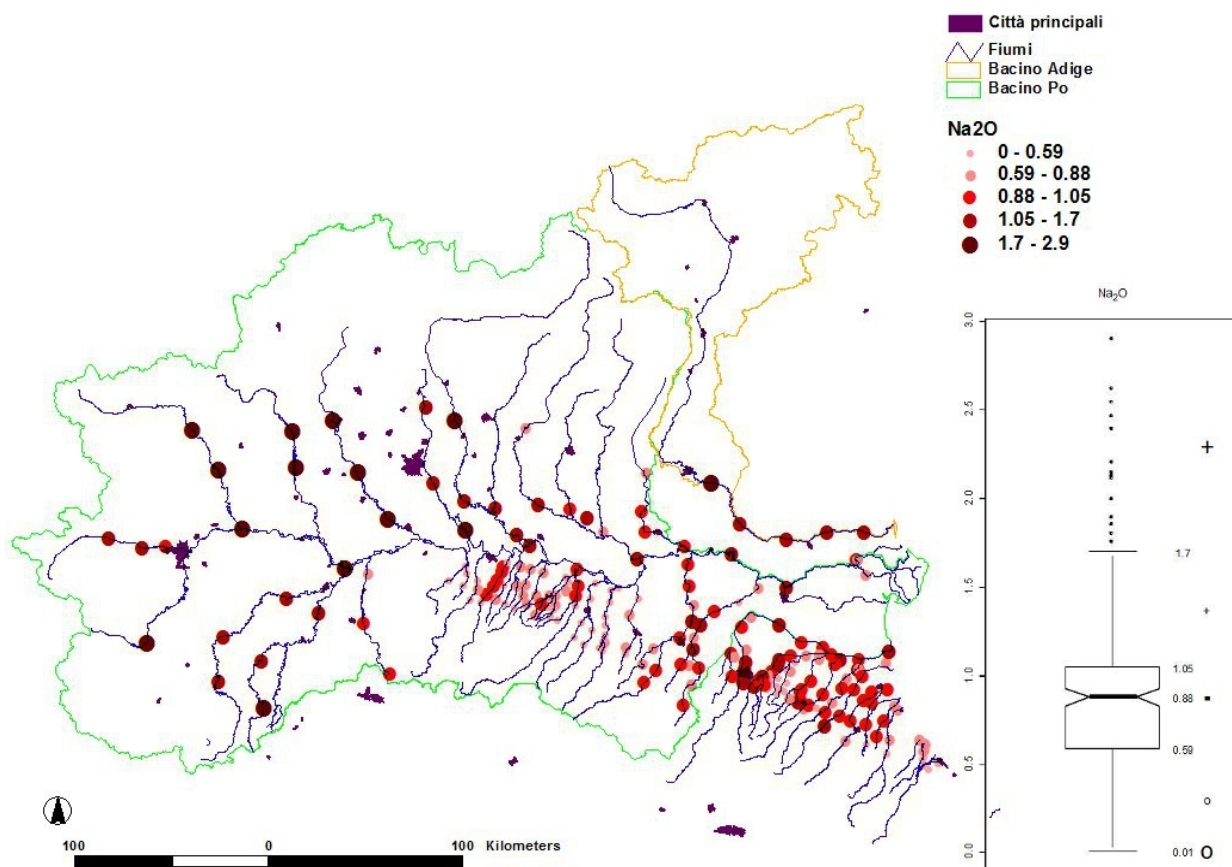 Città principali
Fiumi
Bacino Adige
Bacino Po
Na2O
0 - 0.59
0.59 - 0.88
0.88 - 1.05
1.05 - 1.7
1.7 - 2.9
Na2O
3.0
2.5
2.0
1.7
1.5
1.05
1.0
0.88
0.59
0.5
0.01
0.0
100 0 100 Kilometers